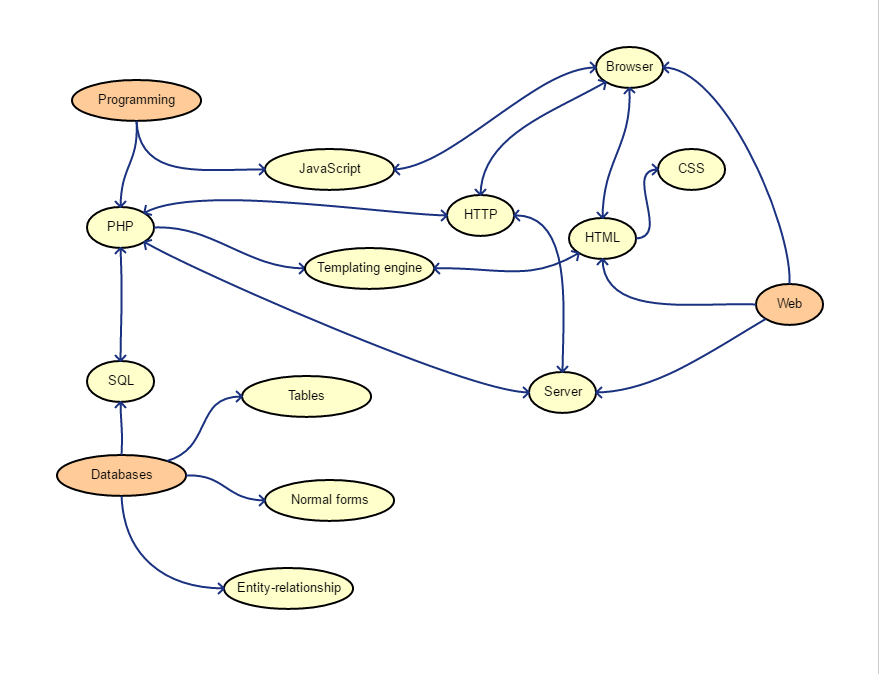 Browser
Programming
JavaScript
CSS
HTTP
PHP
HTML
Templating engine
Web
SQL
Server
Tables
Databases
Normal forms
Entity-relationship